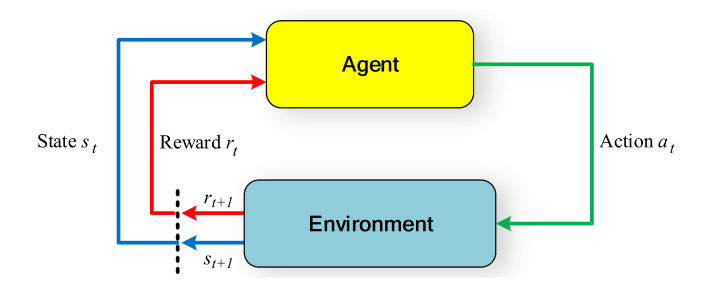 Agent
State s t
Reward r t
Action a t
r t+1
Environment
s t+1